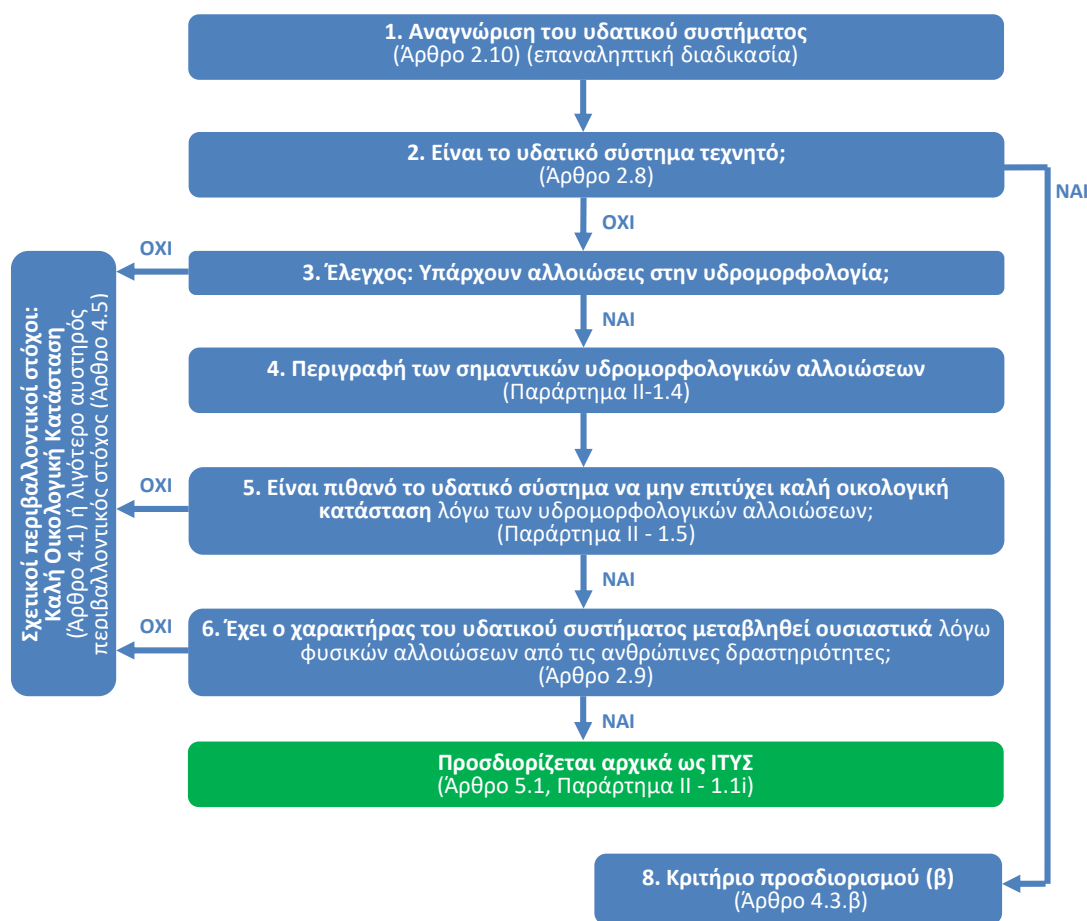 1. Αναγνώριση του υδατικού συστήματος
(Άρθρο 2.10) (επαναληπτική διαδικασία)
2. Είναι το υδατικό σύστημα τεχνητό;
(Άρθρο 2.8)
ΝΑΙ
ΟΧΙ
ΟΧΙ
3. Έλεγχος: Υπάρχουν αλλοιώσεις στην υδρομορφολογία;
ΝΑΙ
4. Περιγραφή των σημαντικών υδρομορφολογικών αλλοιώσεων
(Παράρτημα ΙΙ-1.4)
ΟΧΙ
5. Είναι πιθανό το υδατικό σύστημα να μην επιτύχει καλή οικολογική
κατάσταση λόγω των υδρομορφολογικών αλλοιώσεων;
(Παράρτημα ΙΙ - 1.5)
ΝΑΙ
ΟΧΙ
6. Έχει ο χαρακτήρας του υδατικού συστήματος μεταβληθεί ουσιαστικά λόγω
φυσικών αλλοιώσεων από τις ανθρώπινες δραστηριότητες;
(Άρθρο 2.9)
ΝΑΙ
Σχετικοί περιβαλλοντικοί στόχοι:
Καλή Οικολογική Κατάσταση
(Άρθρο 4.1) ή λιγότερο αυστηρός
περιβαλλοντικός στόχος (Άρθρο 4.5)
Προσδιορίζεται αρχικά ως ΙΤΥΣ
(Άρθρο 5.1, Παράρτημα ΙΙ - 1.1i)
8. Κριτήριο προσδιορισμού (β)
(Άρθρο 4.3.β)